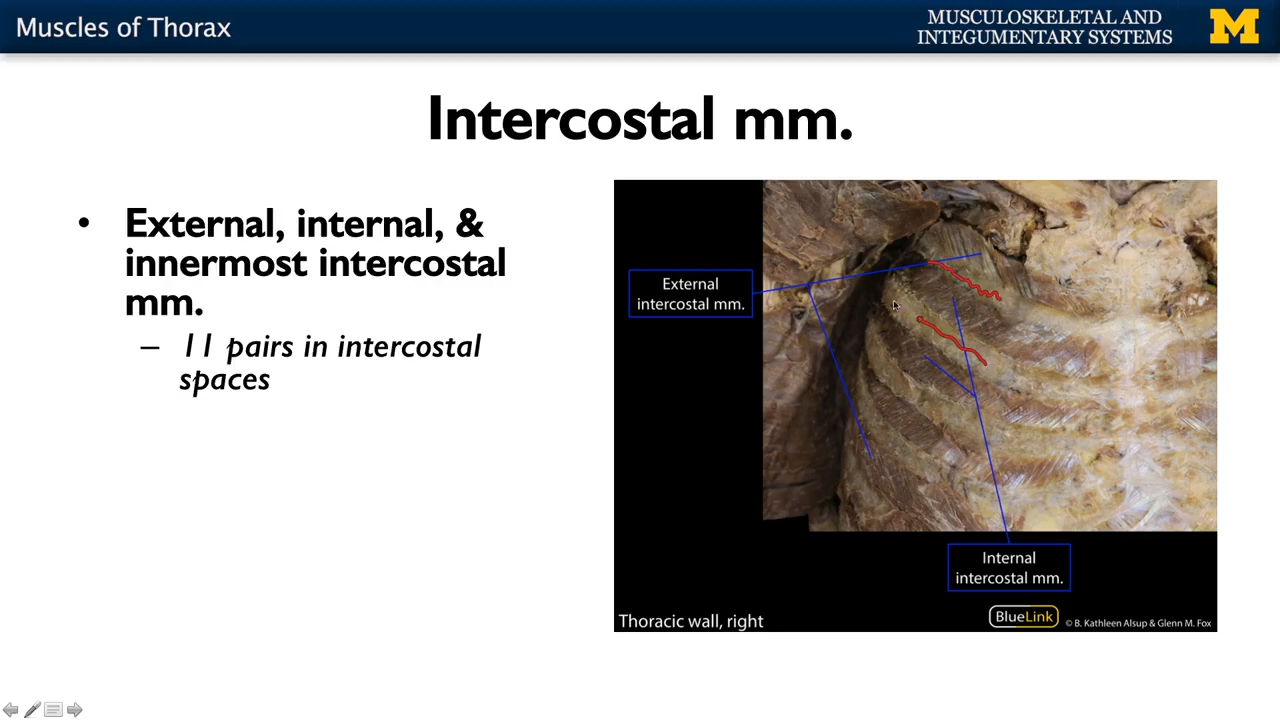 Muscles of Thorax
MUSCULOSKELETAL AND
INTEGUMENTARY SYSTEMS
M
Intercostal mm.
• External, internal, &
innermost intercostal
mm.
– 11 pairs in intercostal
spaces
External
intercostal mm.
Internal
intercostal mm.
Thoracic wall, right
BlueLink
© B. Kathleen Alsup & Glenn M. Fox